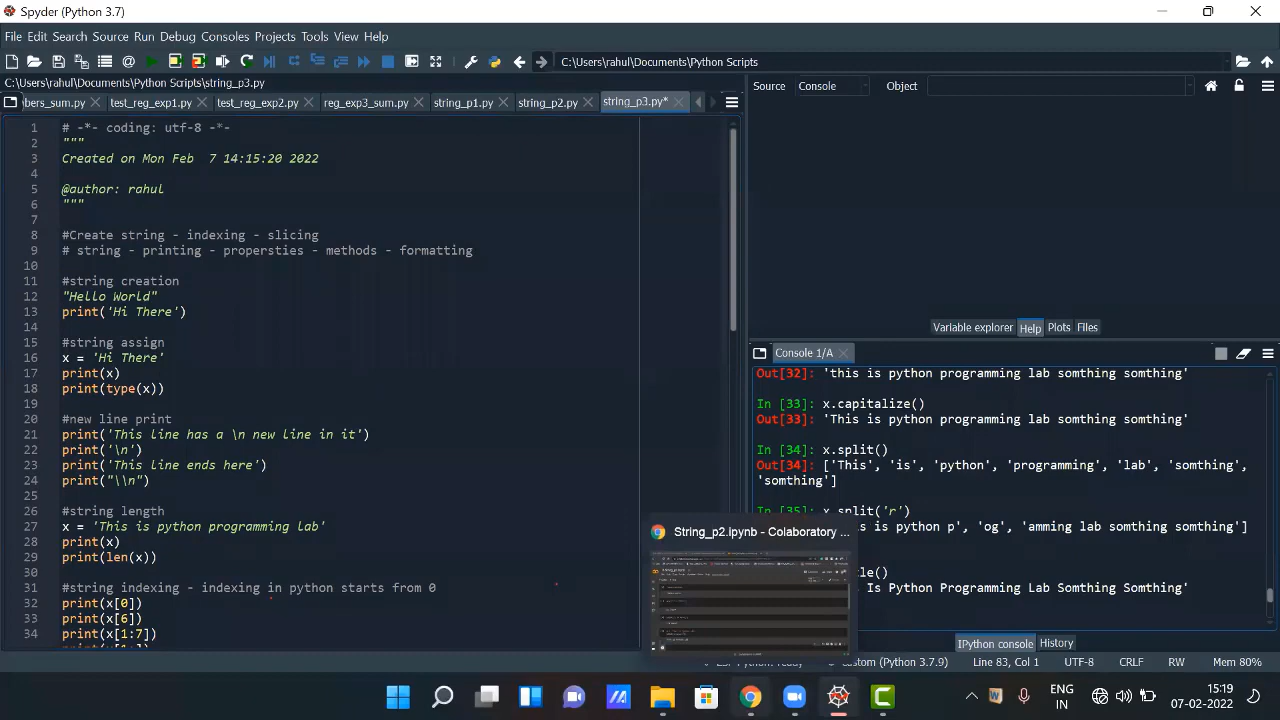 Spyder (Python 3.7)
File Edit Search Source Run Debug Consoles Projects Tools View Help
C:\Users\rahul\Documents\Python Scripts
C:\Users\rahul\Documents\Python Scripts\string_p3.py
Source Console Object
bers_sum.py test_reg_exp1.py test_reg_exp2.py reg_exp3_sum.py string_p1.py string_p2.py string_p3.py*
1 # -*- coding: utf-8 -*-
2 """
3 Created on Mon Feb  7 14:15:20 2022
4
5 @author: rahul
6 """
7
8 #Create string - indexing - slicing
9 # string - printing - propersties - methods - formatting
10
11 #string creation
12 "Hello World"
13 print('Hi There')
14
15 #string assign
16 x = 'Hi There'
17 print(x)
18 print(type(x))
19
20 #new line print
21 print('This line has a \n new line in it')
22 print('\n')
23 print('This line ends here')
24 print("\\n")
25
26 #string length
27 x = 'This is python programming lab'
28 print(x)
29 print(len(x))
30
31 #string indexing - indexing in python starts from 0
32 print(x[0])
33 print(x[6])
34 print(x[1:7])
Variable explorer Help Plots Files
Console 1/A
Out[32]: 'this is python programming lab somthing somthing'
In [33]: x.capitalize()
Out[33]: 'This is python programming lab somthing somthing'
In [34]: x.split()
Out[34]: ['This', 'is', 'python', 'programming', 'lab', 'somthing',
'somthing']
In [35]: x.split('r')
is python p', 'og', 'amming lab somthing somthing']
le()
Is Python Programming Lab Somthing Somthing'
String_p2.ipynb - Colaboratory ...
IPython console History
ready Custom (Python 3.7.9) Line 83, Col 1 UTF-8 CRLF RW Mem 80%
ENG
IN
15:19
07-02-2022